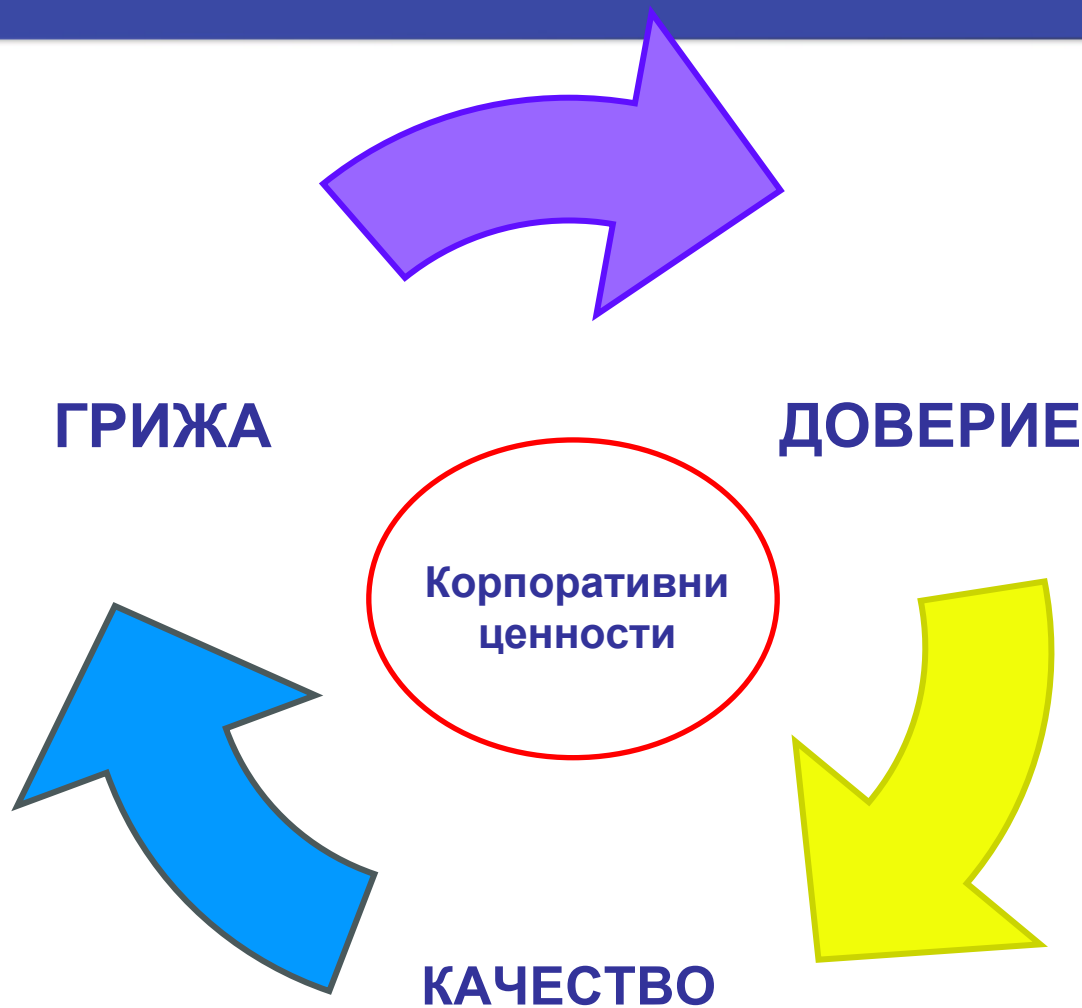 ГРИЖА
ДОВЕРИЕ
Корпоративни
ценности
КАЧЕСТВО